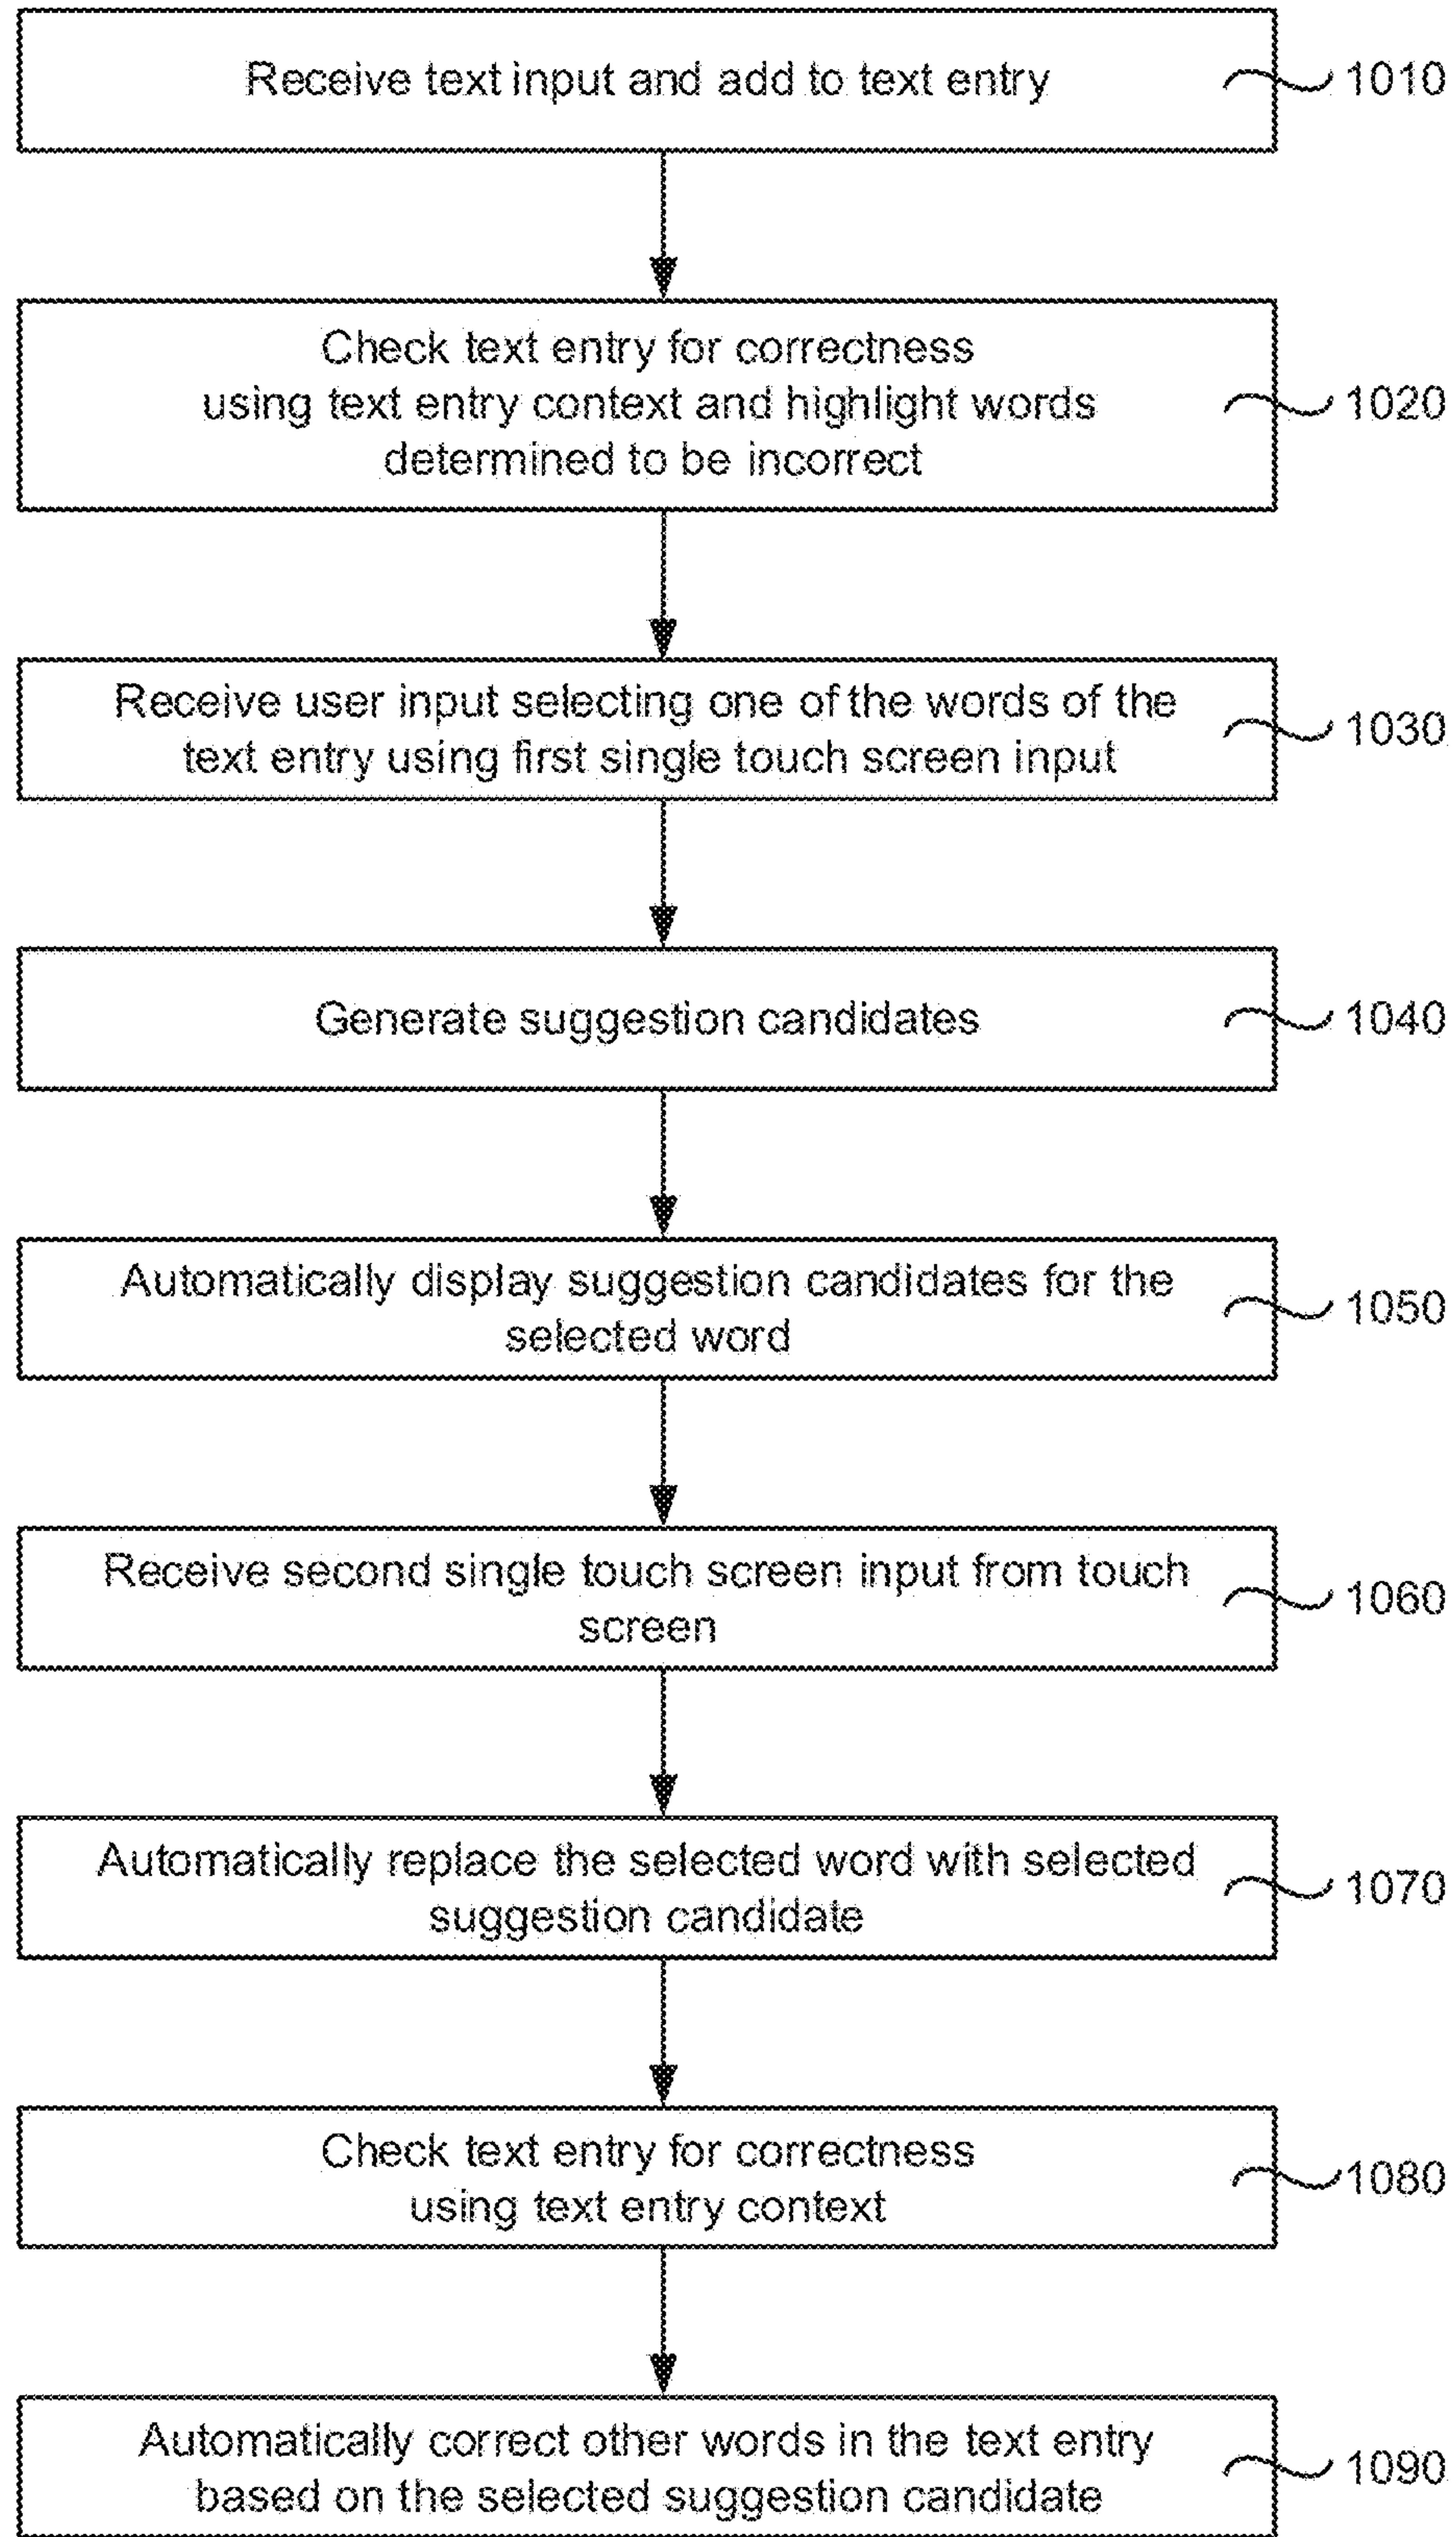 Receive text input and add to text entry
1010
Check text entry for correctness
using text entry context and highlight words
determined to be incorrect
1020
Receive user input selecting one of the words of the
text entry using first single touch screen input
1030
Generate suggestion candidates
1040
Automatically display suggestion candidates for the
selected word
1050
Receive second single touch screen input from touch
screen
1060
Automatically replace the selected word with selected
suggestion candidate
1070
Check text entry for correctness
using text entry context
1080
Automatically correct other words in the text entry
based on the selected suggestion candidate
1090